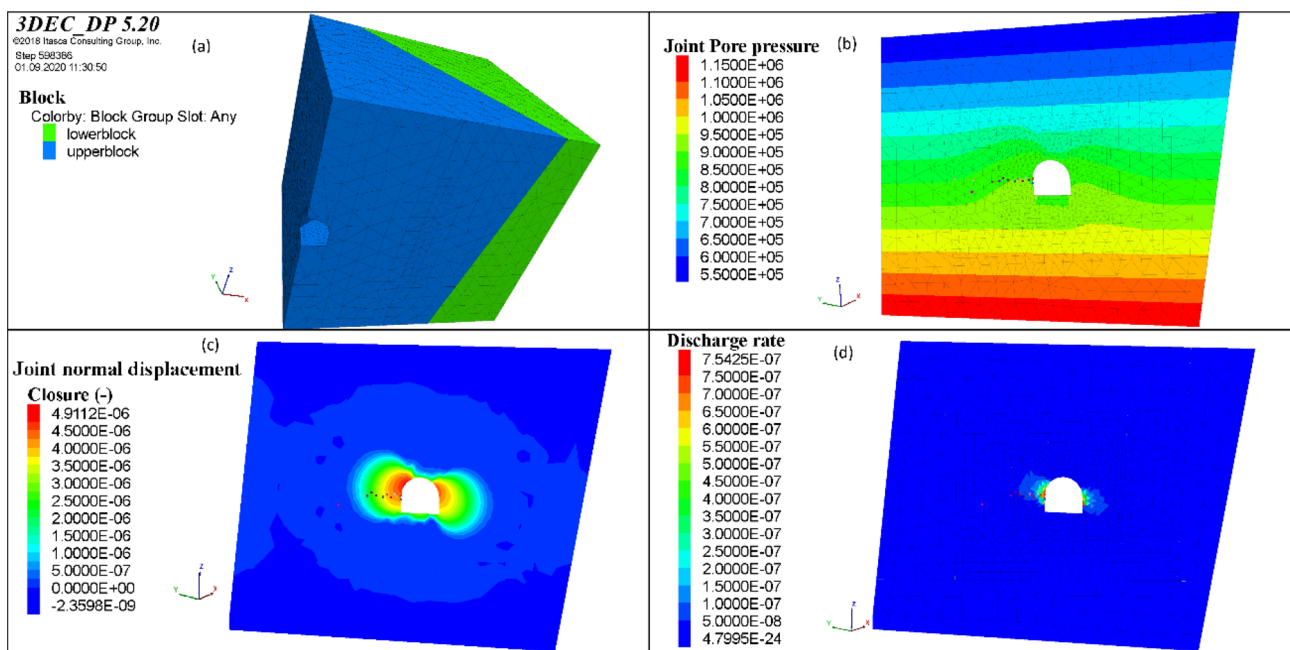 3DEC_DP 5.20
©2018 Itasca Consulting Group, Inc.
Step 598386
01.09.2020 11:30:50
(a)
Block
Colorby: Block Group Slot: Any
lowerblock
upperblock
Y
Z
X
Joint Pore pressure
(b)
1.1500E+06
1.1000E+06
1.0500E+06
1.0000E+06
9.5000E+05
9.0000E+05
8.5000E+05
8.0000E+05
7.5000E+05
7.0000E+05
6.5000E+05
6.0000E+05
5.5000E+05
Z
Y
X
(c)
Joint normal displacement
Closure (-)
4.9112E-06
4.5000E-06
4.0000E-06
3.5000E-06
3.0000E-06
2.5000E-06
2.0000E-06
1.5000E-06
1.0000E-06
5.0000E-07
0.0000E+00
-2.3598E-09
Z
Y
X
Discharge rate
(d)
7.5425E-07
7.5000E-07
7.0000E-07
6.5000E-07
6.0000E-07
5.5000E-07
5.0000E-07
4.5000E-07
4.0000E-07
3.5000E-07
3.0000E-07
2.5000E-07
2.0000E-07
1.5000E-07
1.0000E-07
5.0000E-08
4.7995E-24
Z
Y
X